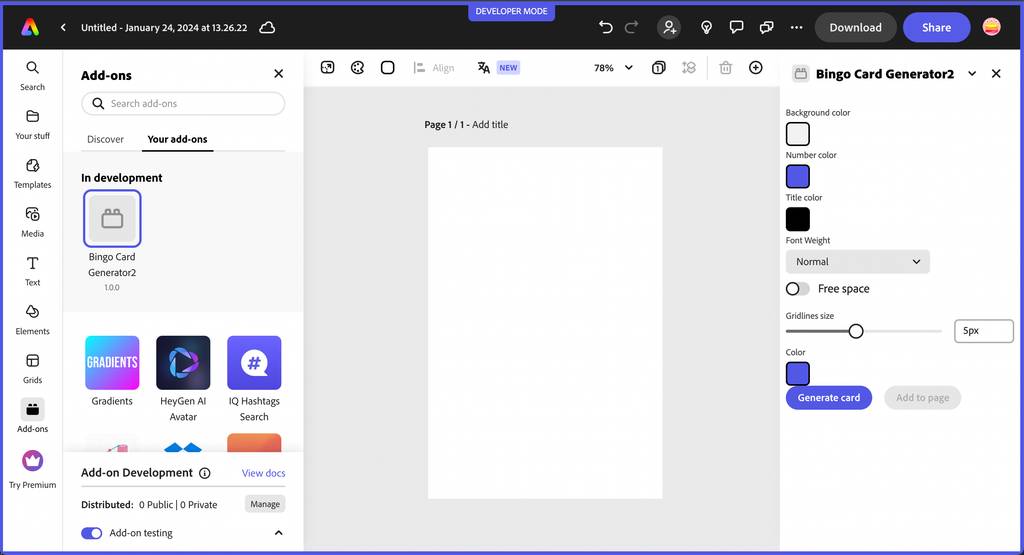 DEVELOPER MODE
Untitled - January 24, 2024 at 13.26.22
Download
Share
Search
Your stuff
Templates
Media
Text
Elements
Grids
Add-ons
Try Premium
Add-ons
Search add-ons
Discover
Your add-ons
In development
Bingo Card
Generator2
1.0.0
GRADIENTS
Gradients
HeyGen AI
Avatar
#
IQ Hashtags
Search
Add-on Development
View docs
Distributed: 0 Public | 0 Private
Manage
Add-on testing
Align
NEW
78%
1
Page 1 / 1 - Add title
Bingo Card Generator2
Background color
Number color
Title color
Font Weight
Normal
Free space
Gridlines size
5px
Color
Generate card
Add to page